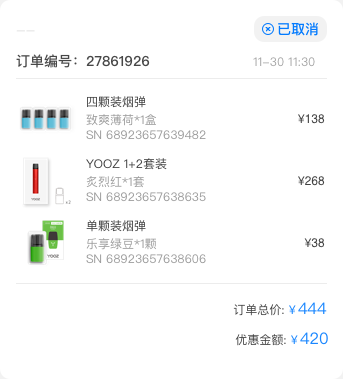 已取消
订单编号：27861926
11-30 11:30
四颗装烟弹
致爽薄荷*1盒
¥138
SN 68923657639482
YOOZ 1+2套装
炙烈红*1套
¥268
SN 68923657638635
单颗装烟弹
乐享绿豆*1颗
¥38
SN 68923657638606
订单总价: ¥444
优惠金额: ¥420